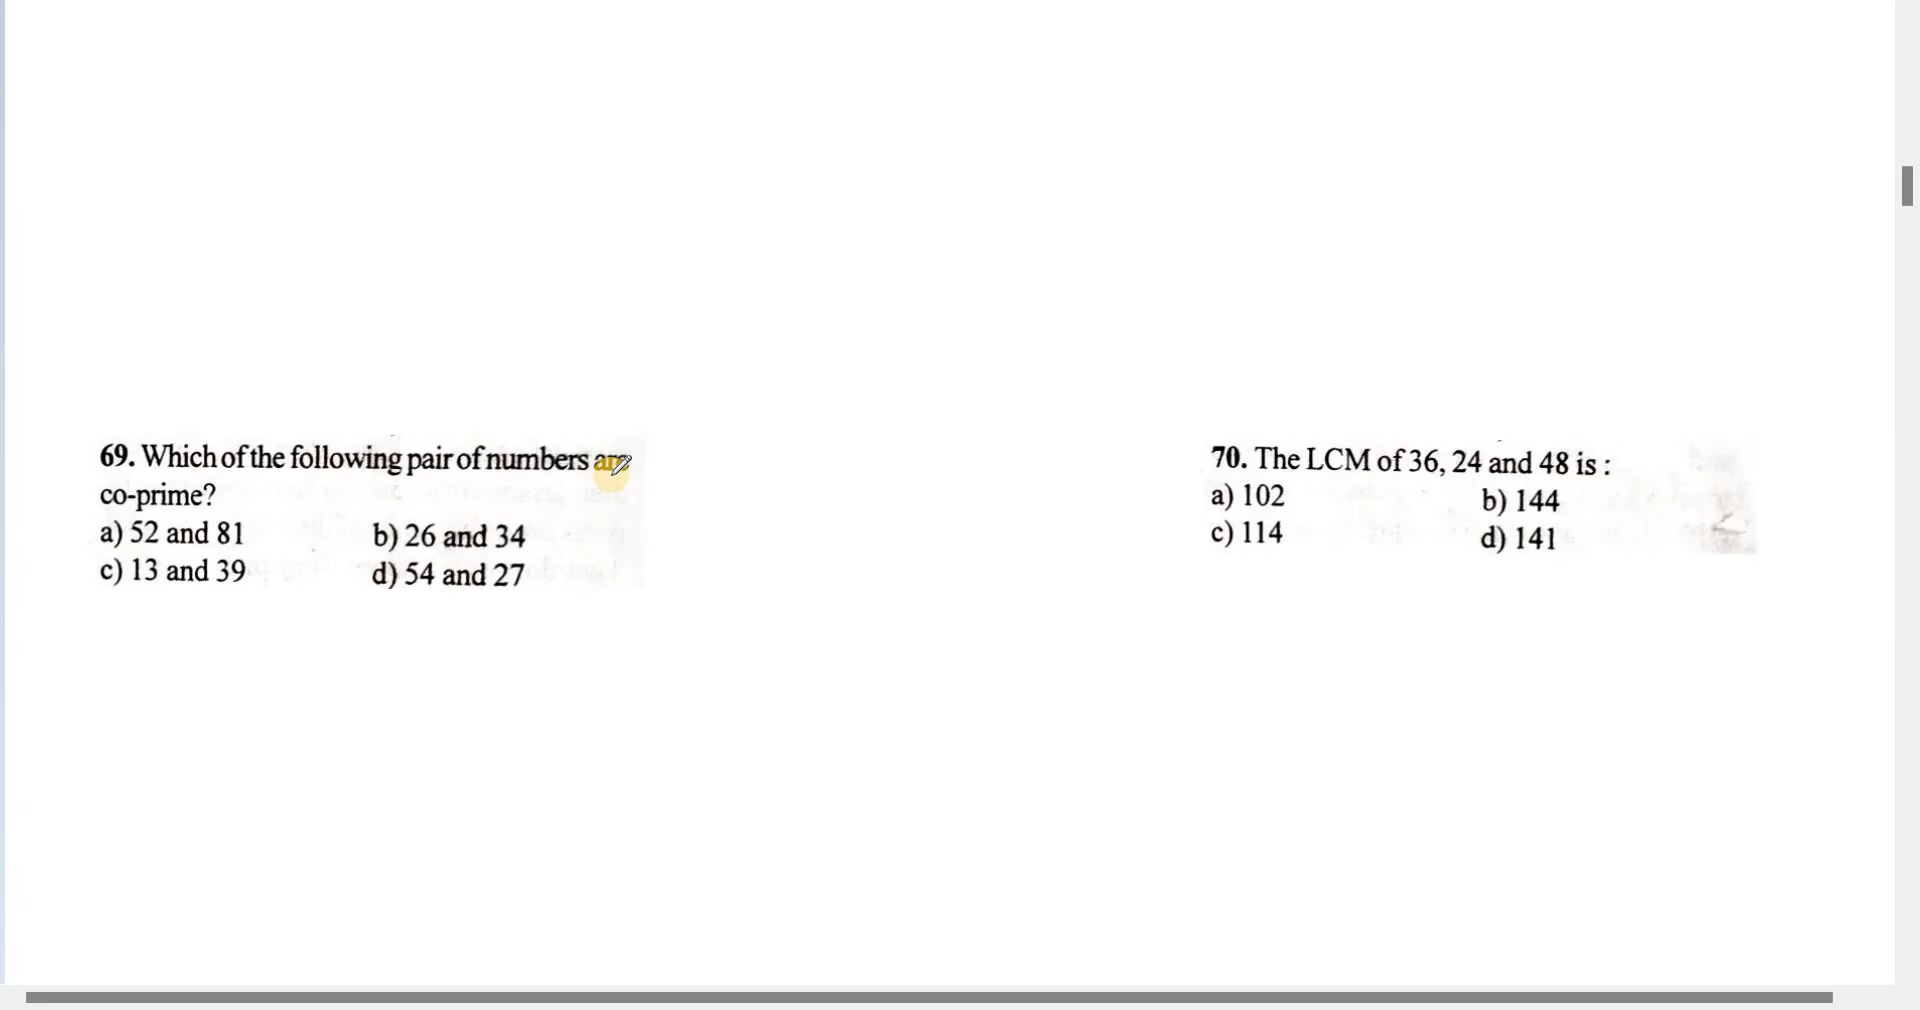 69. Which of the following pair of numbers are
co-prime?
a) 52 and 81 b) 26 and 34
c) 13 and 39 d) 54 and 27
70. The LCM of 36, 24 and 48 is :
a) 102 b) 144
c) 114 d) 141